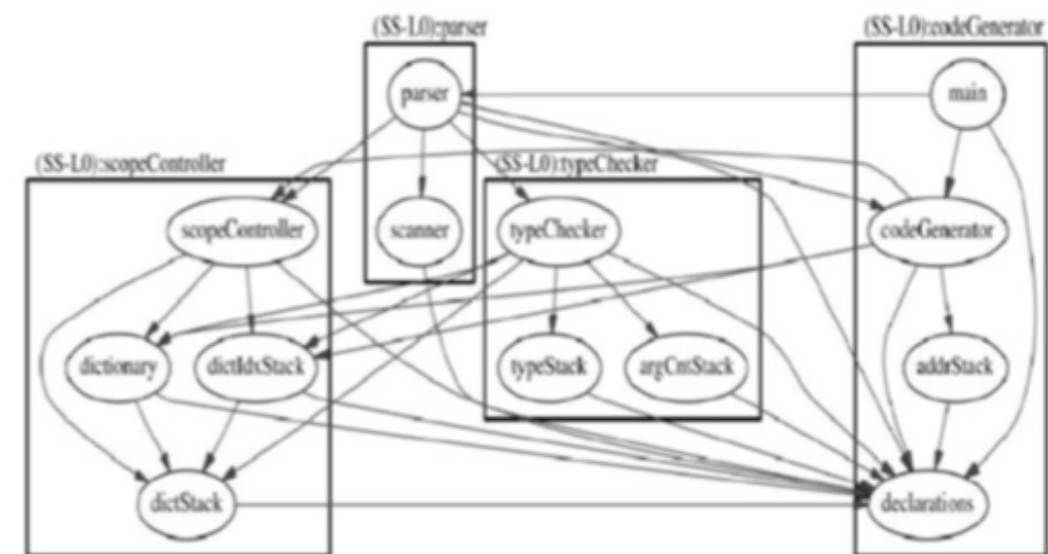 (SS-L0):parser
(SS-L0):codeGenerator
parser
main
(SS-L0):scopeController
(SS-L0):typeChecker
scopeController
scanner
typeChecker
codeGenerator
dictionary
dictIdxStack
typeStack
argCntStack
addrStack
dictStack
declarations